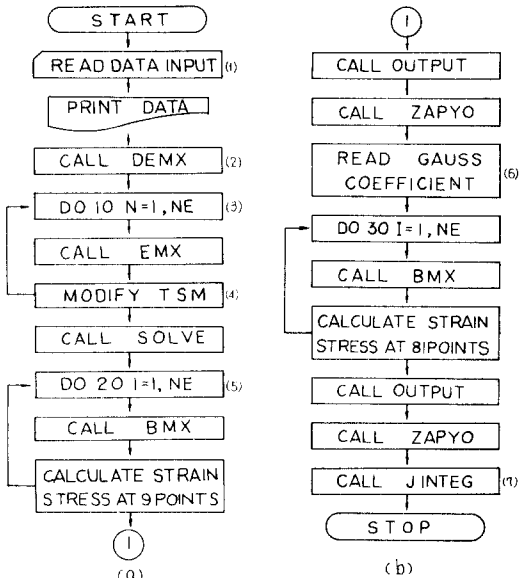 START
READ DATA INPUT (1)
PRINT DATA
CALL DEMX (2)
DO 10 N=1, NE (3)
CALL EMX
MODIFY TSM (4)
CALL SOLVE
DO 20 I=1, NE (5)
CALL BMX
CALCULATE STRAIN
STRESS AT 9 POINTS
1
(a)
1
CALL OUTPUT
CALL ZAPYO
READ GAUSS
COEFFICIENT (6)
DO 30 I=1, NE
CALL BMX
CALCULATE STRAIN
STRESS AT 81 POINTS
CALL OUTPUT
CALL ZAPYO
CALL JINTEG (7)
STOP
(b)